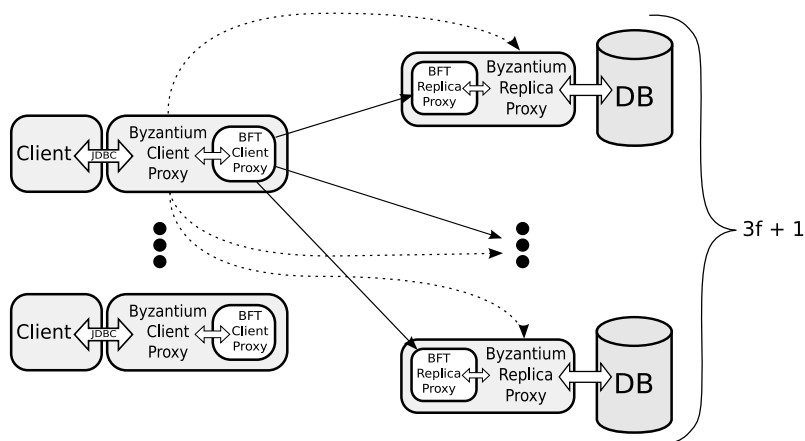 Client
JDBC
Byzantium
Client
Proxy
BFT
Client
Proxy
BFT
Replica
Proxy
Byzantium
Replica
Proxy
DB
3f + 1
Client
JDBC
Byzantium
Client
Proxy
BFT
Client
Proxy
BFT
Replica
Proxy
Byzantium
Replica
Proxy
DB